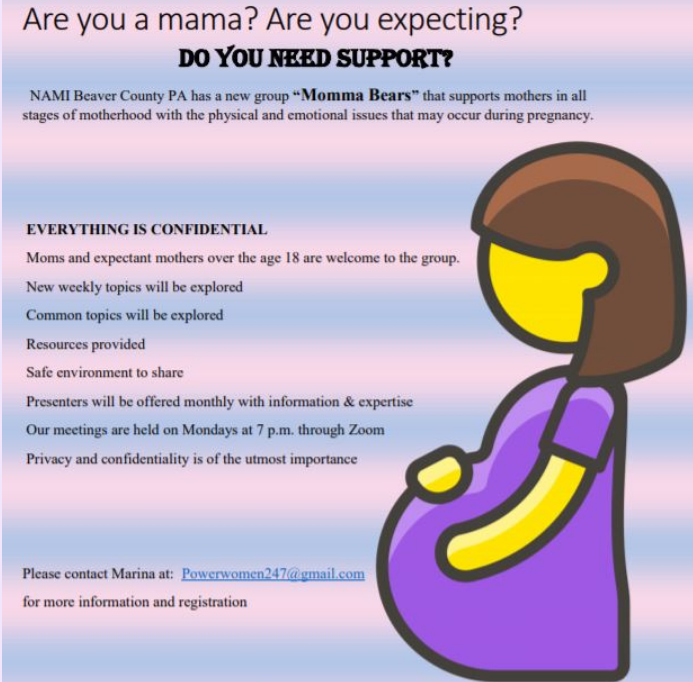 Are you a mama? Are you expecting?
DO YOU NEED SUPPORT?
NAMI Beaver County PA has a new group “Momma Bears” that supports mothers in all
stages of motherhood with the physical and emotional issues that may occur during pregnancy.
EVERYTHING IS CONFIDENTIAL
Moms and expectant mothers over the age 18 are welcome to the group.
New weekly topics will be explored
Common topics will be explored
Resources provided
Safe environment to share
Presenters will be offered monthly with information & expertise
Our meetings are held on Mondays at 7 p.m. through Zoom
Privacy and confidentiality is of the utmost importance
Please contact Marina at: Powerwomen247@gmail.com
for more information and registration